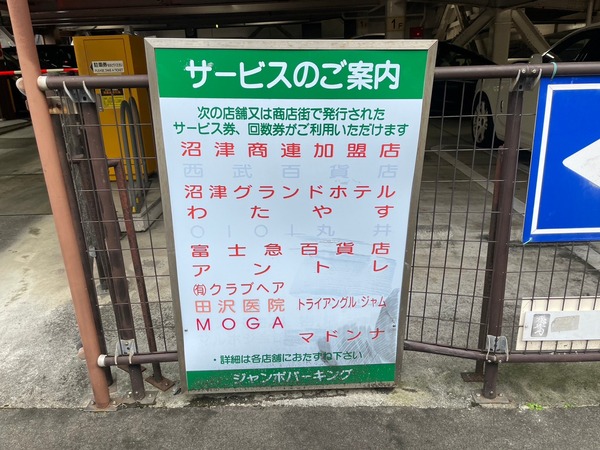 サービスのご案内
次の店舗又は商店街で発行された
サービス券、回数券がご利用いただけます
沼津商連加盟店
西武百貨店
沼津グランドホテル
わたやす
○1○1丸井
富士急百貨店
アントレ
㈲クラブヘア
田沢医院 トライアングル ジャム
MOGA
マドンナ
・詳細は各店舗におたずね下さい
ジャンボパーキング